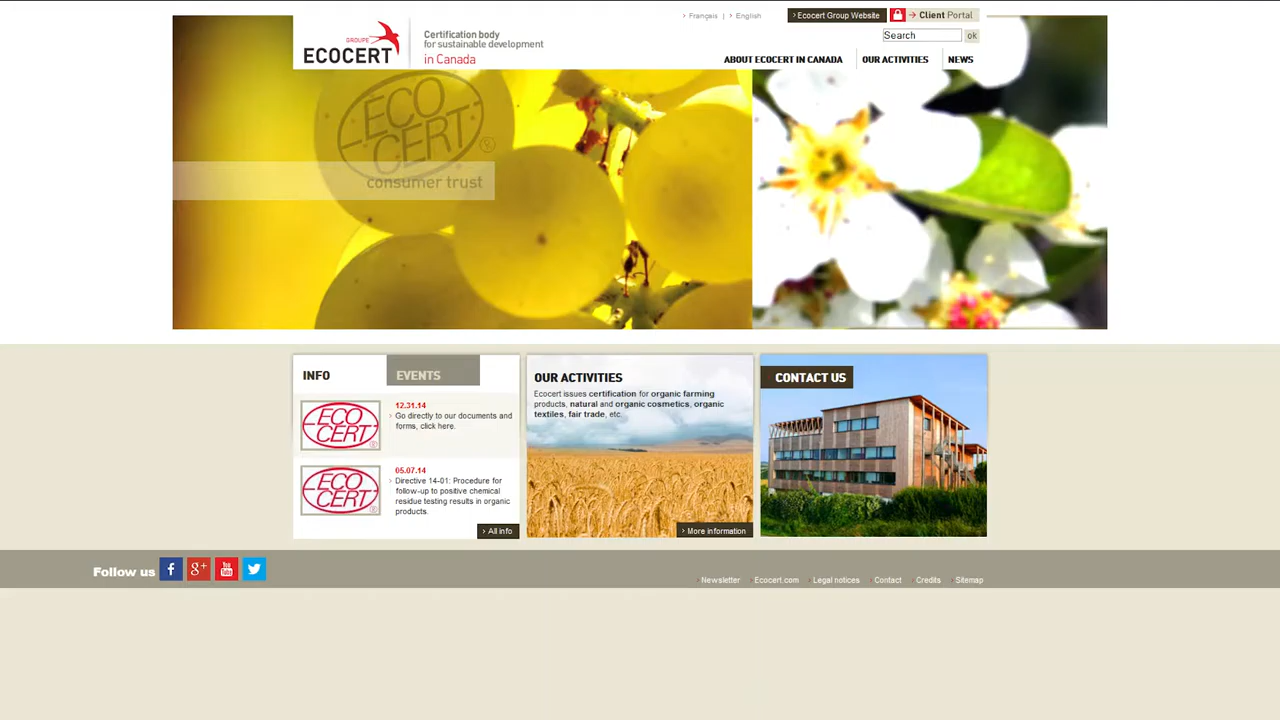 Français | English
Ecocert Group Website
Client Portal
GROUPE
ECOCERT
Certification body
for sustainable development
in Canada
Search
ok
ABOUT ECOCERT IN CANADA
OUR ACTIVITIES
NEWS
ECO
CERT
®
consumer trust
INFO
EVENTS
ECO
CERT
®
12.31.14
Go directly to our documents and
forms, click here.
ECO
CERT
®
05.07.14
Directive 14-01: Procedure for
follow-up to positive chemical
residue testing results in organic
products.
All info
OUR ACTIVITIES
Ecocert issues certification for organic farming
products, natural and organic cosmetics, organic
textiles, fair trade, etc.
More information
CONTACT US
Follow us
f
g+
You
Tube
Newsletter
Ecocert.com
Legal notices
Contact
Credits
Sitemap